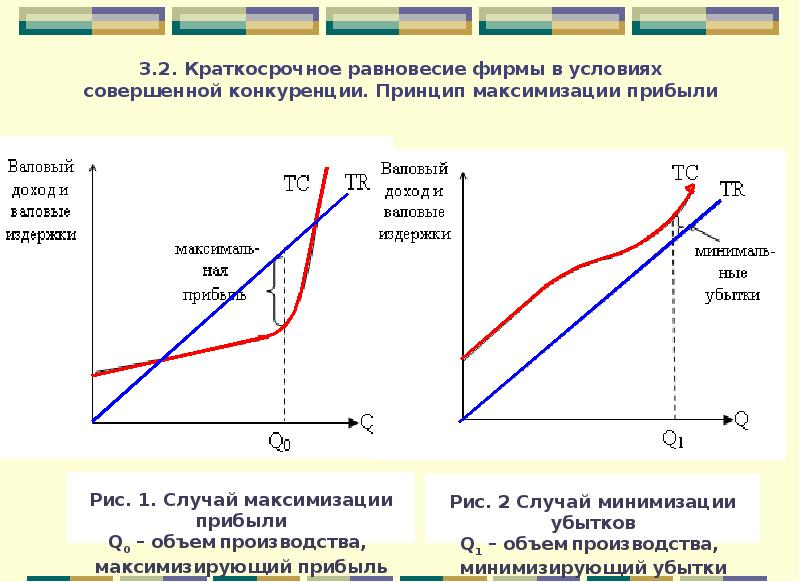 3.2. Краткосрочное равновесие фирмы в условиях
совершенной конкуренции. Принцип максимизации прибыли
Валовый
доход и
валовые
издержки
TC
TR
максималь-
ная
прибыль
Q
Q0
Валовый
доход и
валовые
издержки
TC
TR
минималь-
ные
убытки
Q
Q1
Рис. 1. Случай максимизации
прибыли
Q0 – объем производства,
максимизирующий прибыль
Рис. 2 Случай минимизации
убытков
Q1 – объем производства,
минимизирующий убытки